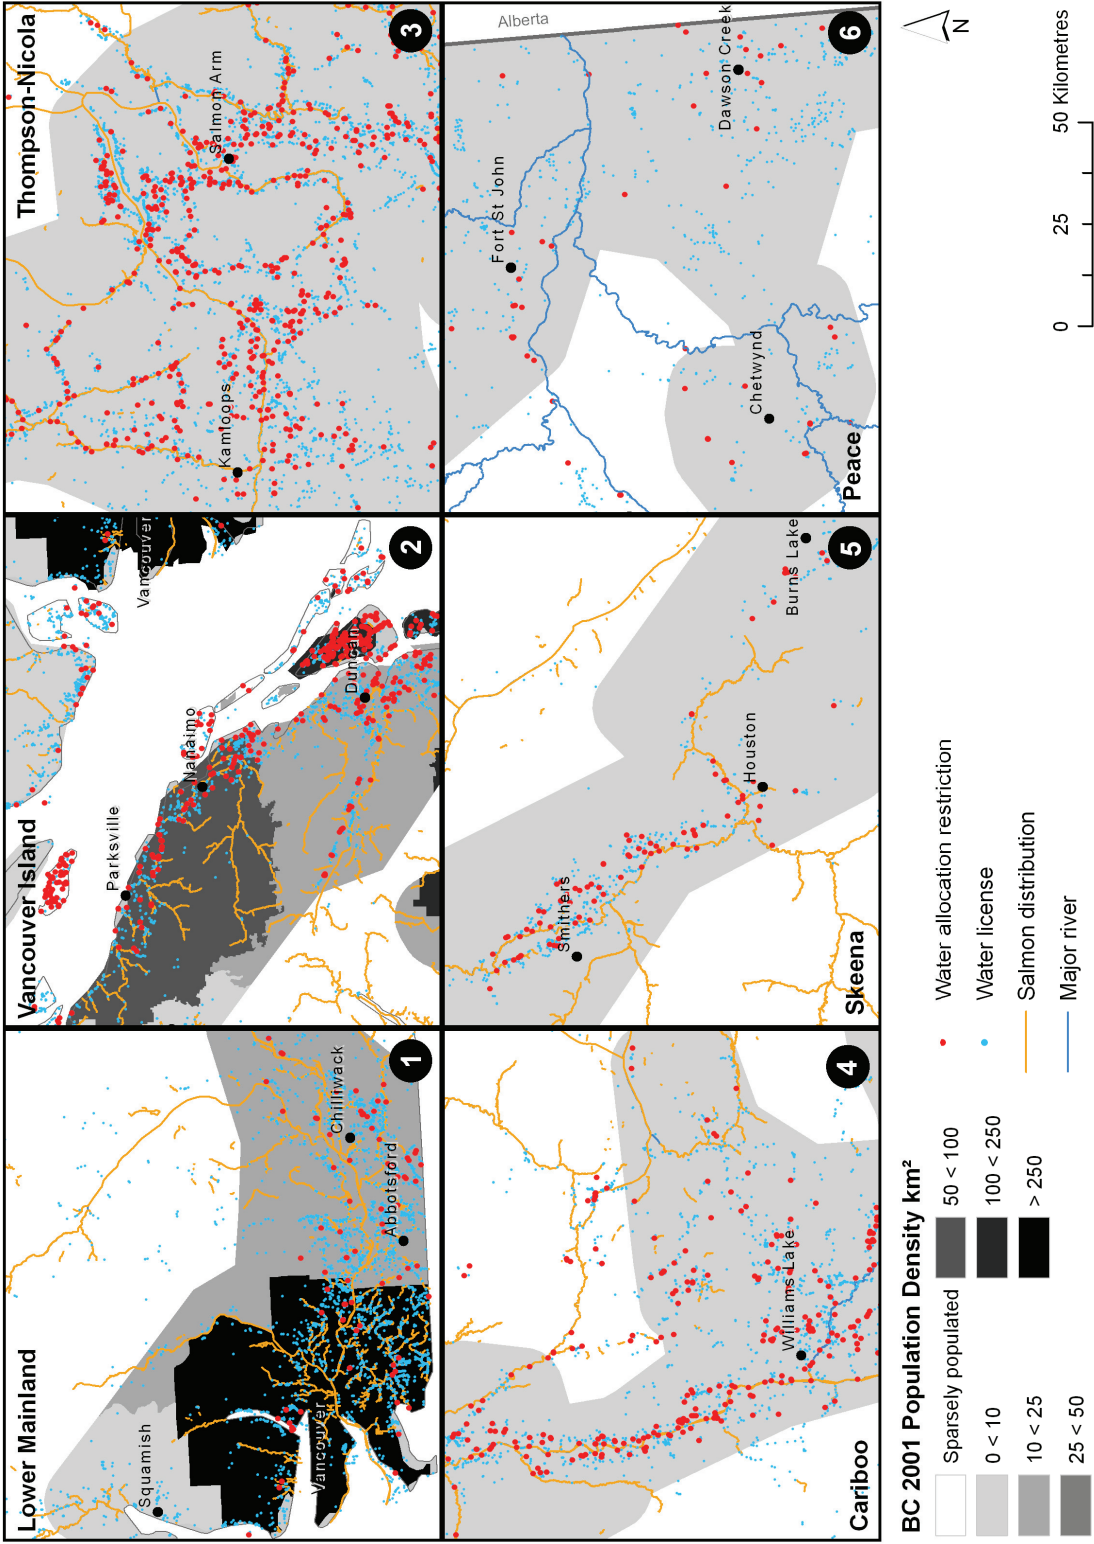 Lower Mainland
Squamish
Vancouver
Abbotsford
Chilliwack
1
Vancouver Island
Parksville
Nanaimo
Duncan
Vancouver
2
Thompson-Nicola
Kamloops
Salmon Arm
3
Cariboo
Williams Lake
4
Skeena
Smithers
Houston
Burns Lake
5
Peace
Chetwynd
Fort St John
Dawson Creek
Alberta
6
BC 2001 Population Density km²
Sparsely populated
0 < 10
10 < 25
25 < 50
50 < 100
100 < 250
> 250
Water allocation restriction
Water license
Salmon distribution
Major river
0 25 50 Kilometres
N